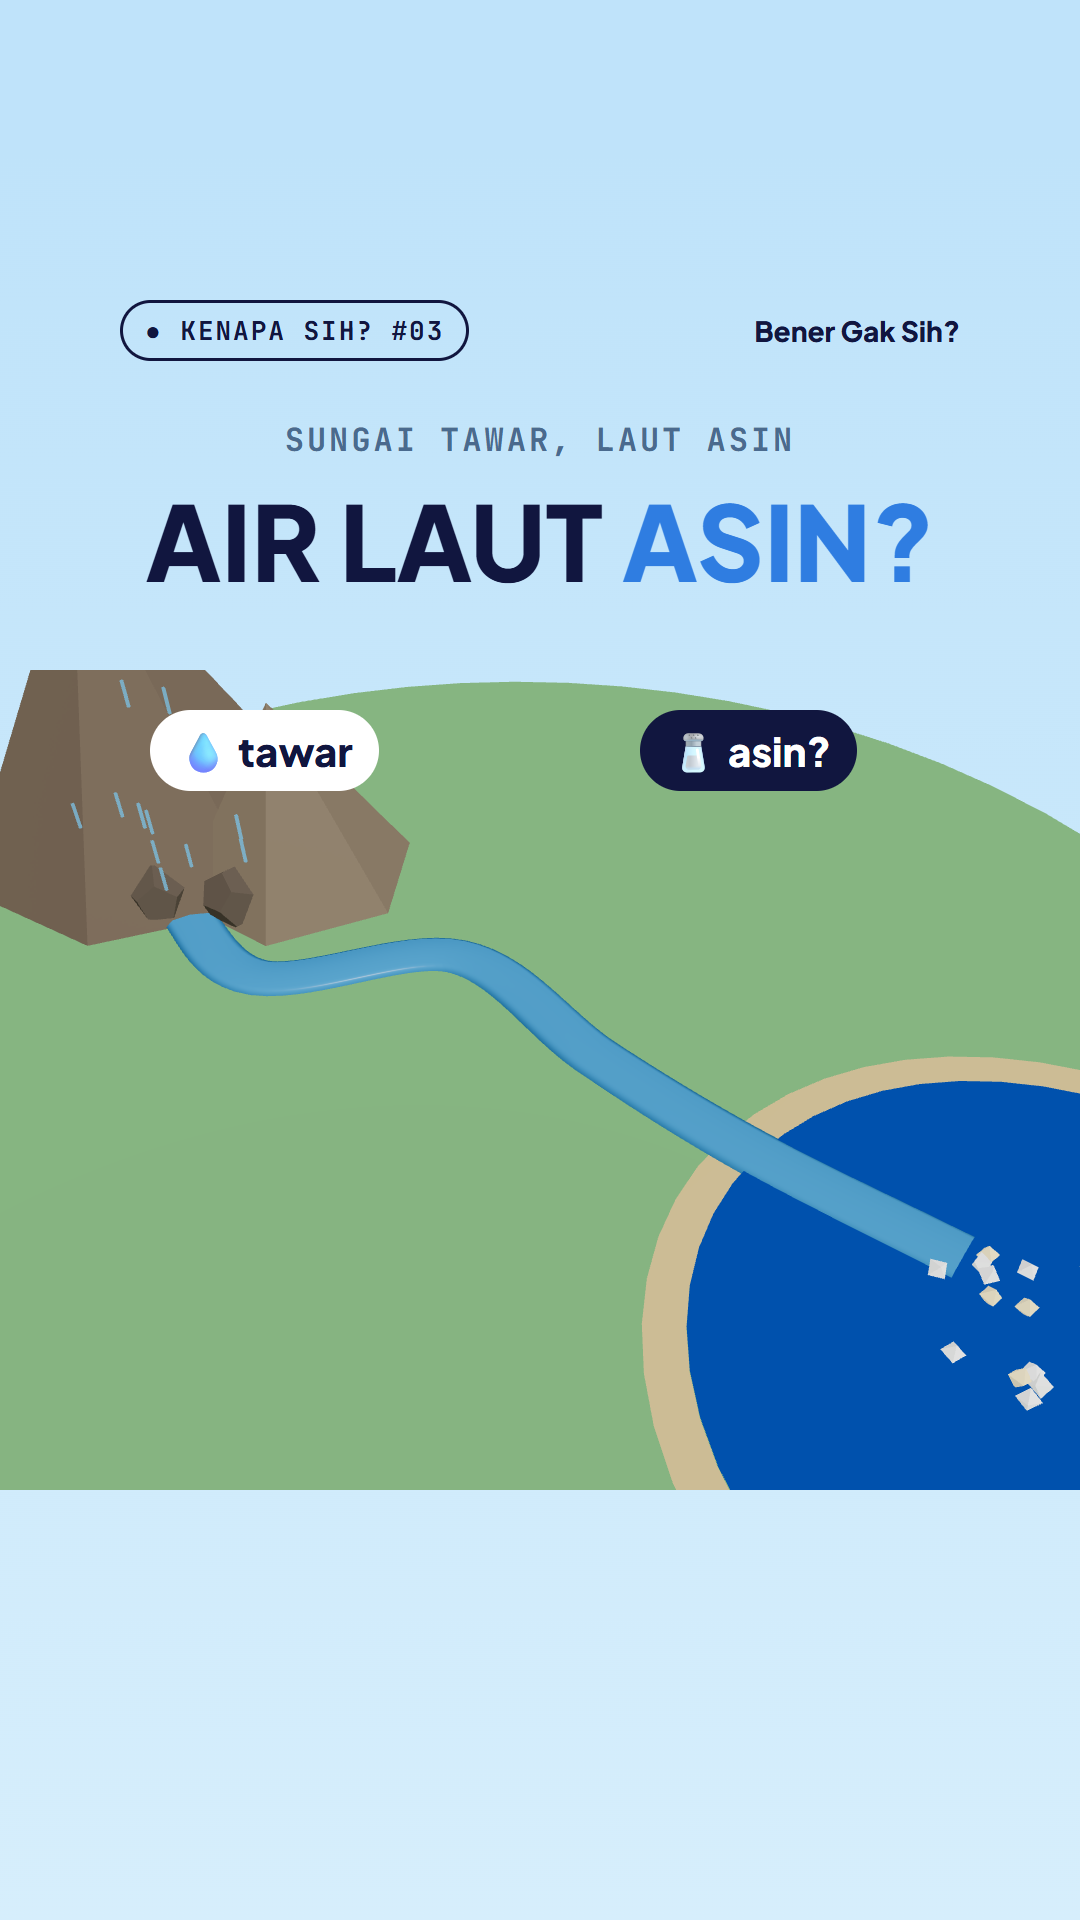 • KENAPA SIH? #03
Bener Gak Sih?
SUNGAI TAWAR, LAUT ASIN
AIR LAUT ASIN?
tawar
asin?